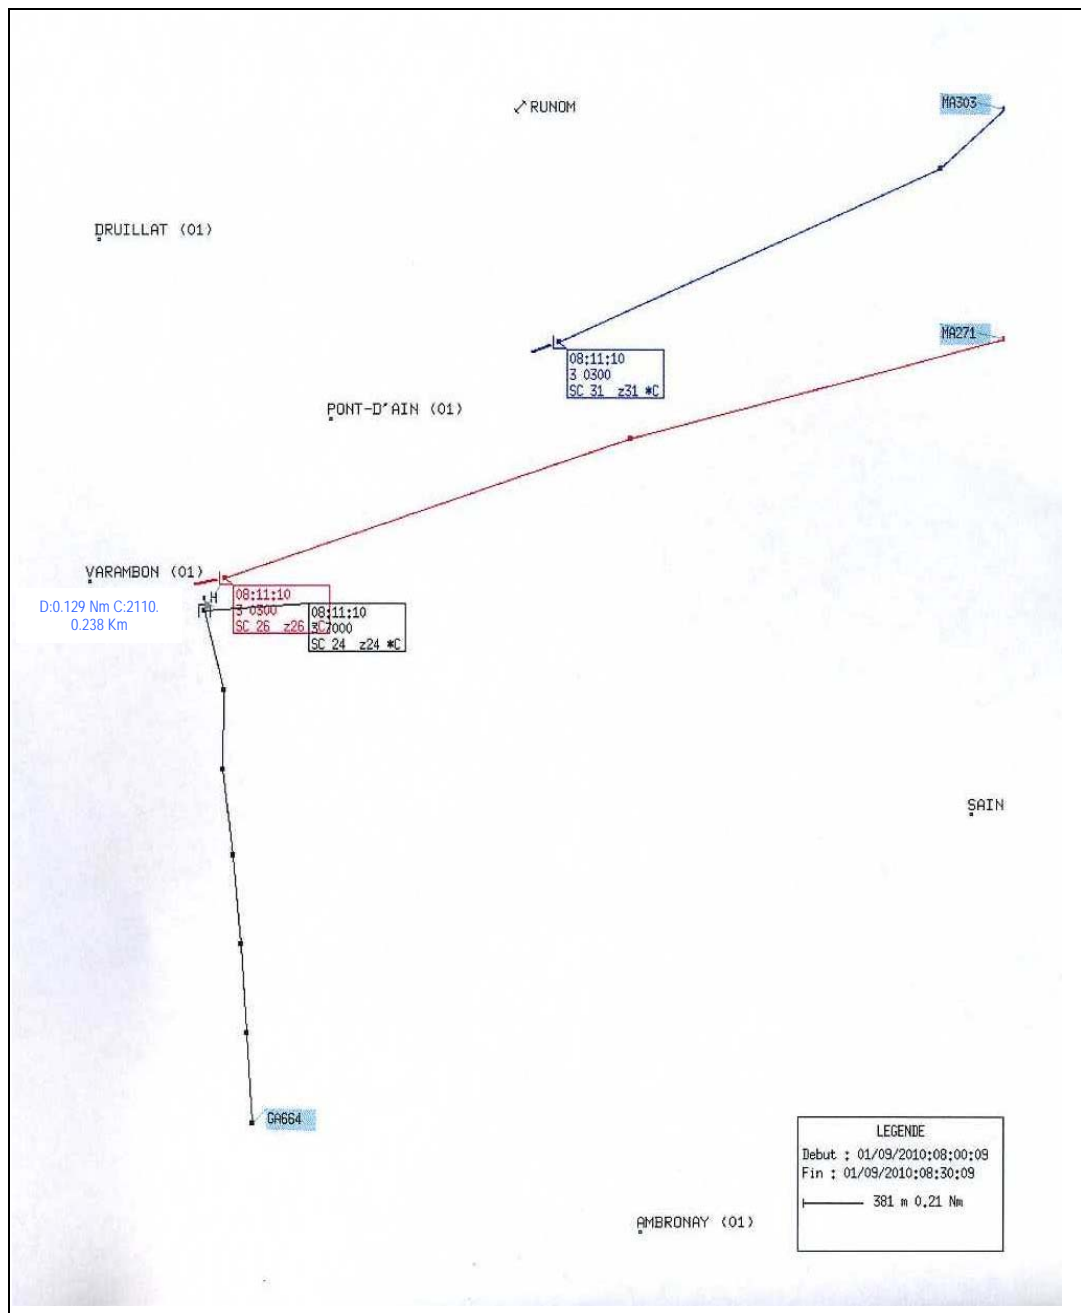 RUNOM
MA303
DRUILLAT (01)
MA271
08:11:10
3 0300
SC 31 z31 *C
PONT-D'AIN (01)
VARAMBON (01)
H
D:0.129 Nm C:2110.
0.238 Km
08:11:10
3 0300
SC 26 z26 *C
08:11:10
3 7000
SC 24 z24 *C
SAIN
GA664
LEGENDE
Debut : 01/09/2010:08:00:09
Fin : 01/09/2010:08:30:09
381 m 0.21 Nm
AMBRONAY (01)